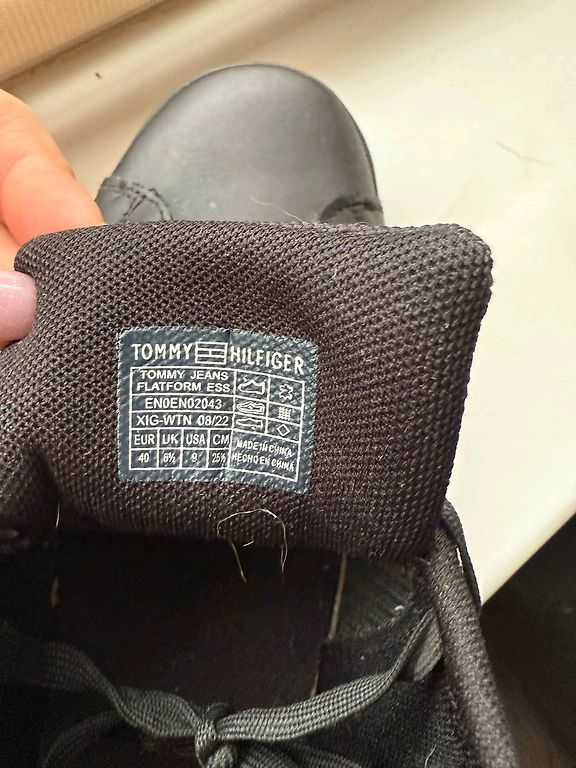 TOMMY HILFIGER
TOMMY JEANS
FLATFORM ESS
EN0EN02043
XIG-WTN 08/22
EUR UK USA CM
40 6½ 9 25½
MADE IN CHINA
HECHO EN CHINA